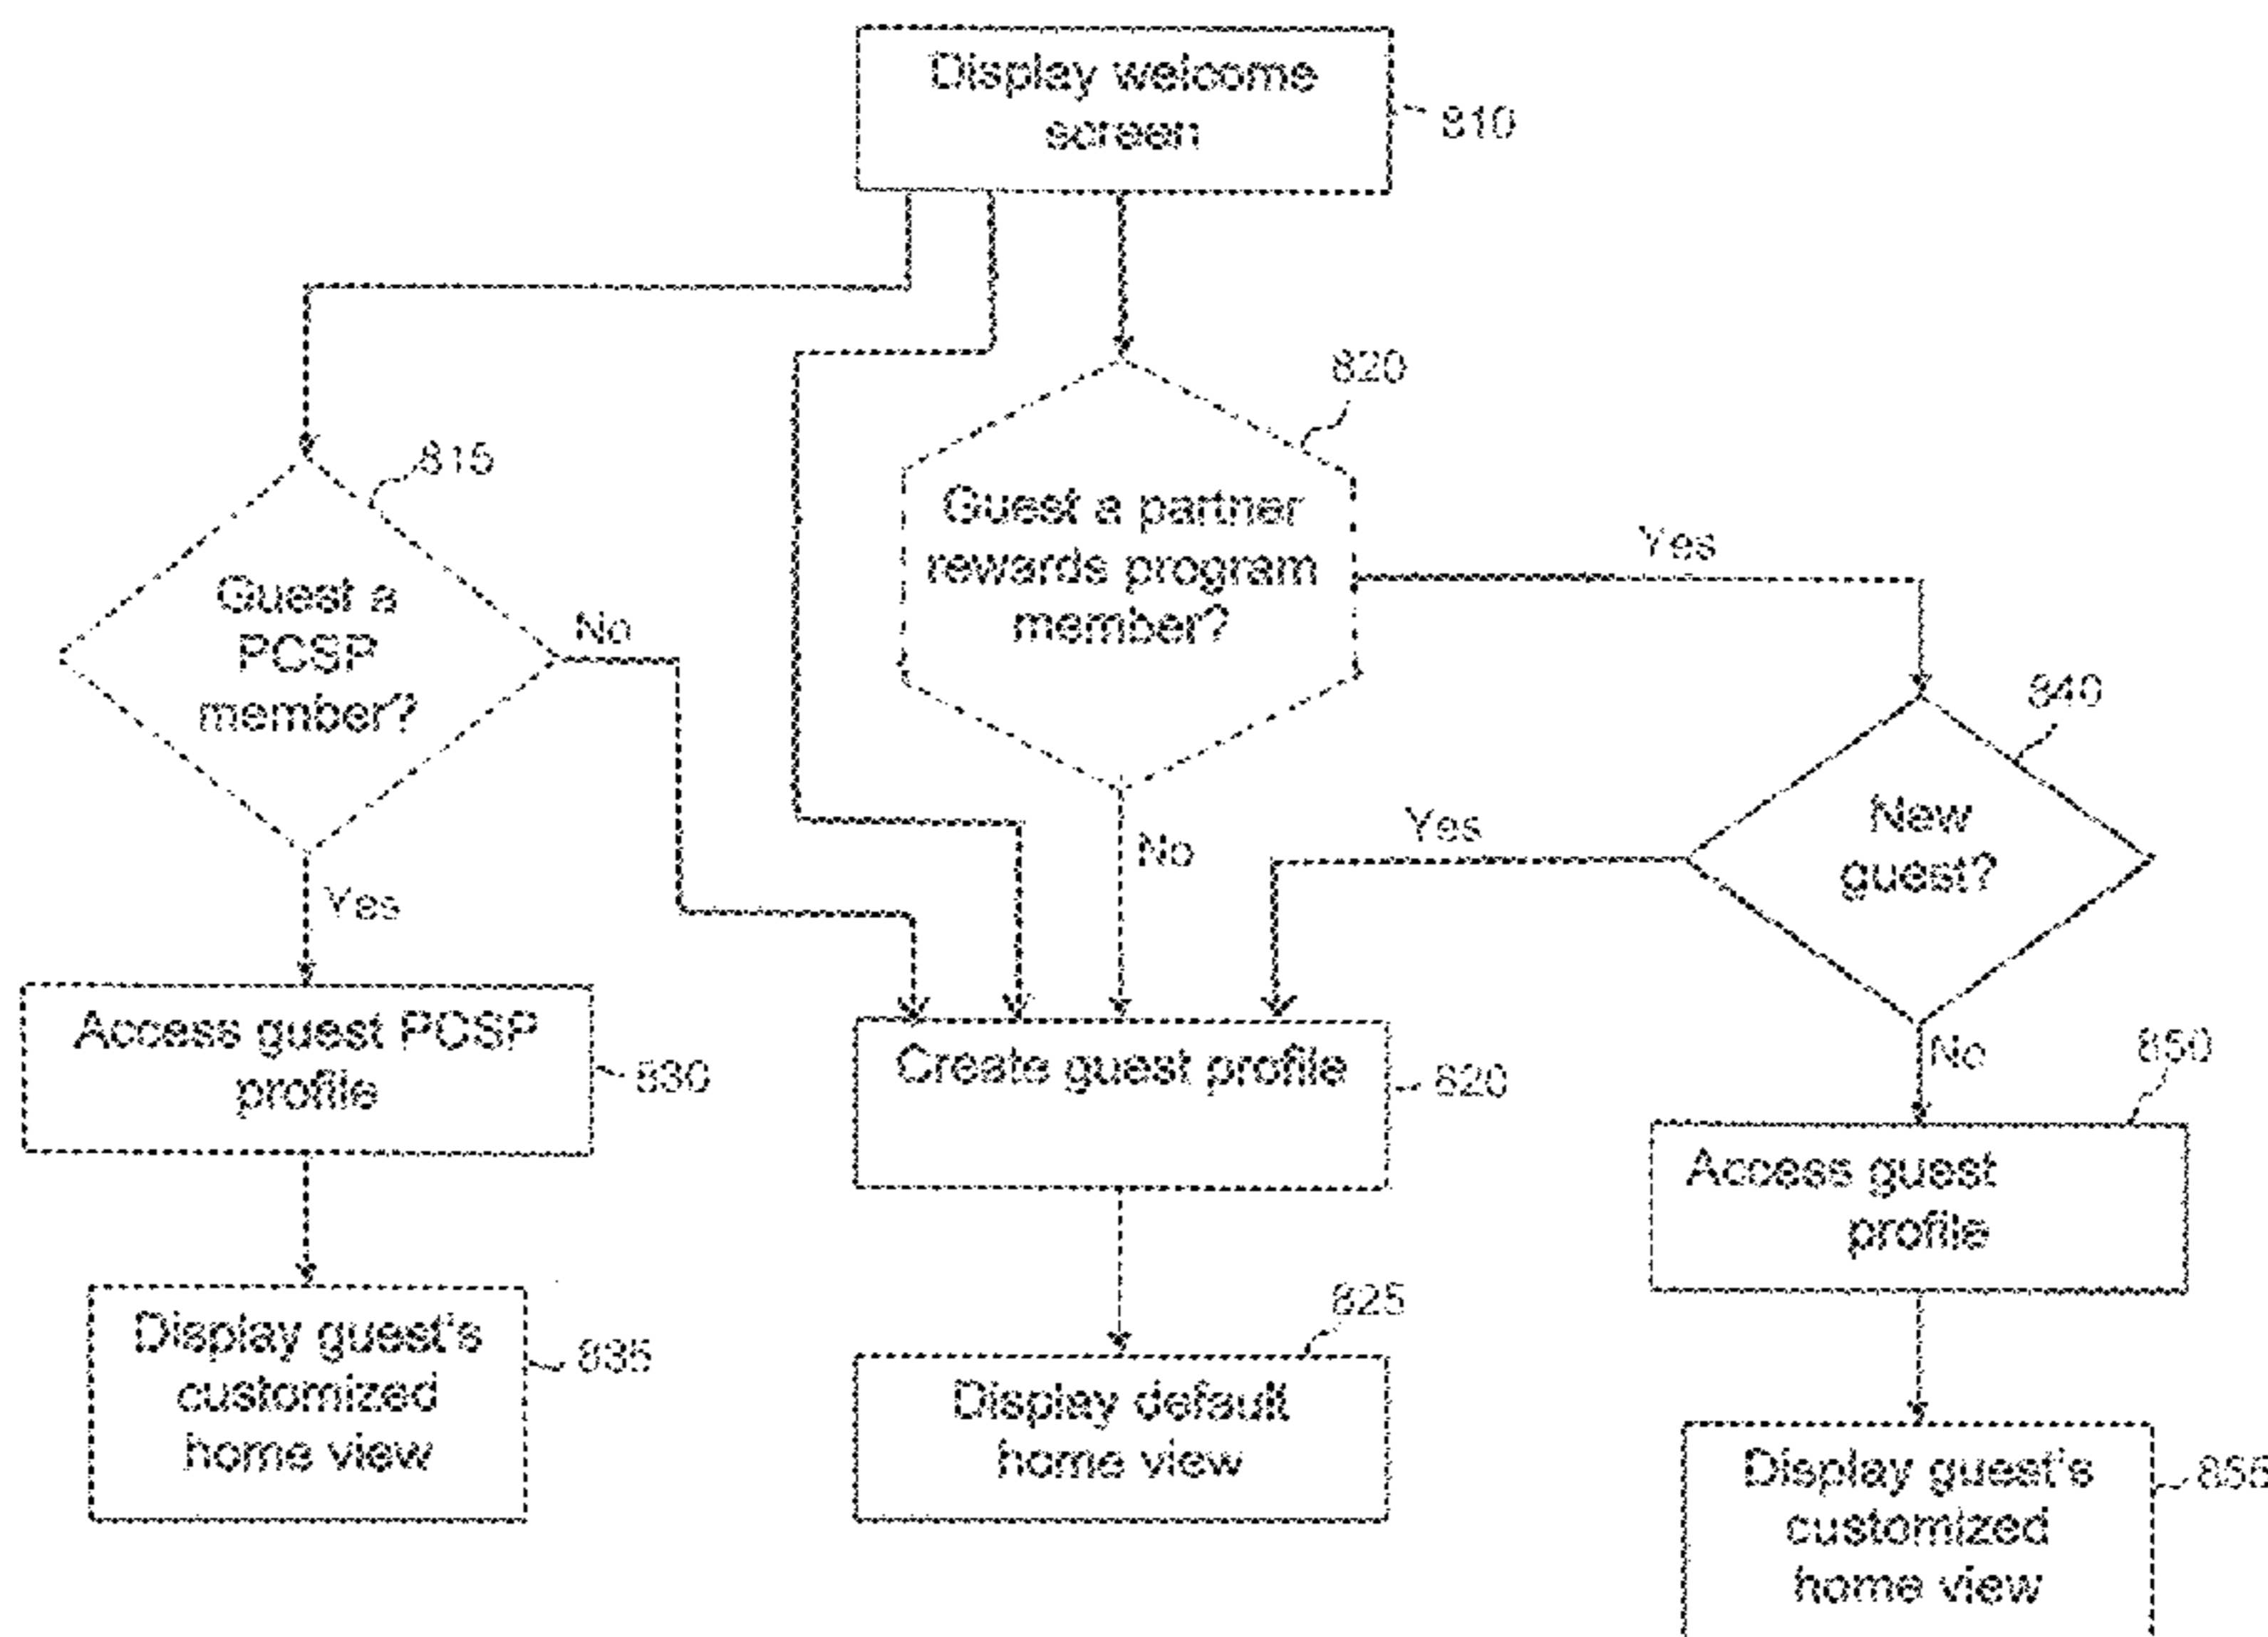 Display welcome
screen
810
820
815
Guest a partner
rewards program
member?
Yes
Guest a
PCSP
member?
No
840
New
guest?
Yes
No
Yes
Access guest PCSP
profile
830
Create guest profile
820
No
850
Access guest
profile
Display guest's
customized
home view
835
825
Display default
home view
Display guest's
customized
home view